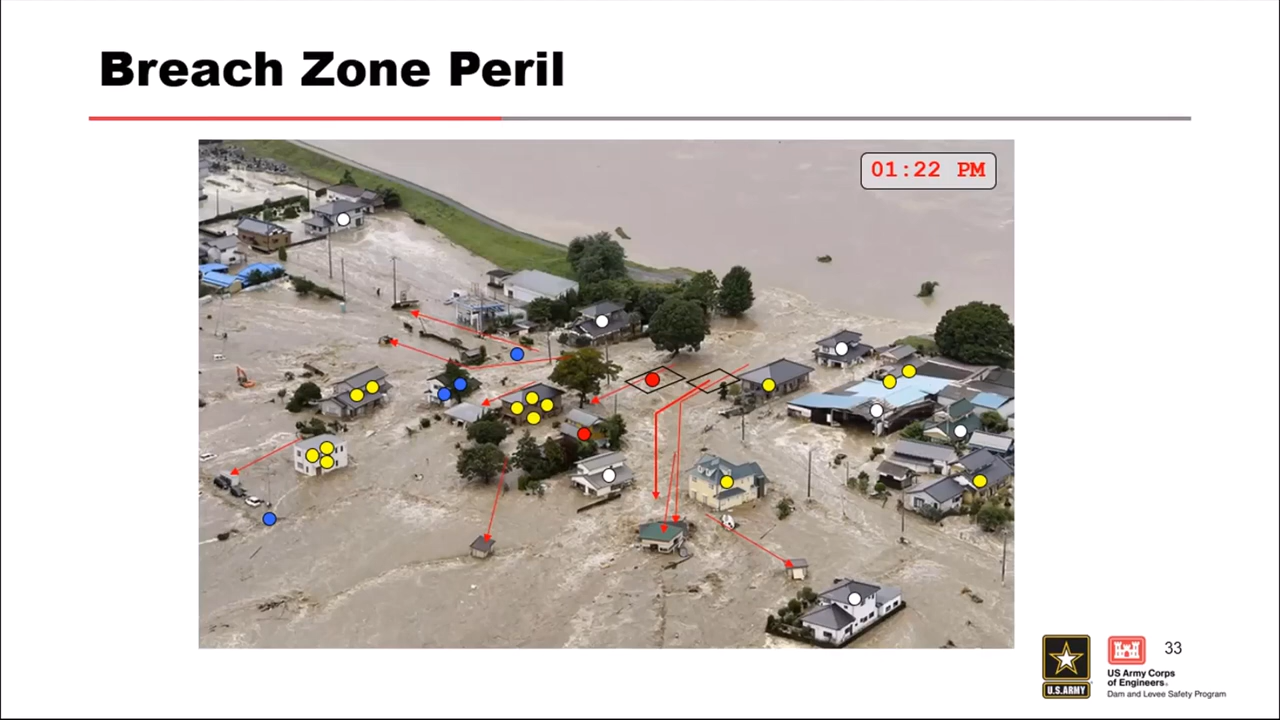 Breach Zone Peril
01:22 PM
33
U.S.ARMY
US Army Corps
of Engineers®
Dam and Levee Safety Program